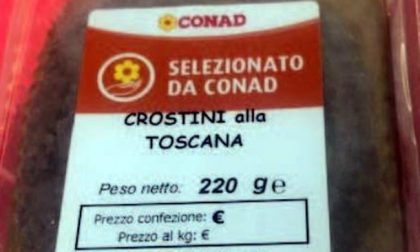 CONAD
SELEZIONATO
DA CONAD
CROSTINI alla
TOSCANA
Peso netto: 220 g e
Prezzo confezione: €
Prezzo al kg: €